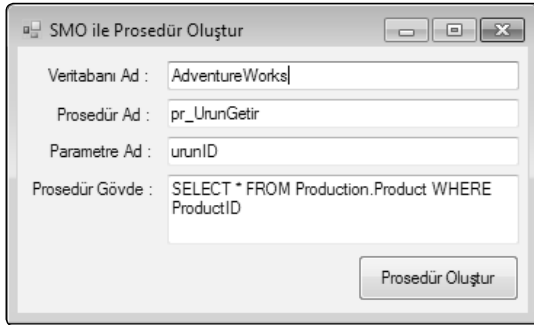 SMO ile Prosedür Oluştur
Veritabanı Ad : AdventureWorks
Prosedür Ad : pr_UrunGetir
Parametre Ad : urunID
Prosedür Gövde : SELECT * FROM Production.Product WHERE
ProductID
Prosedür Oluştur